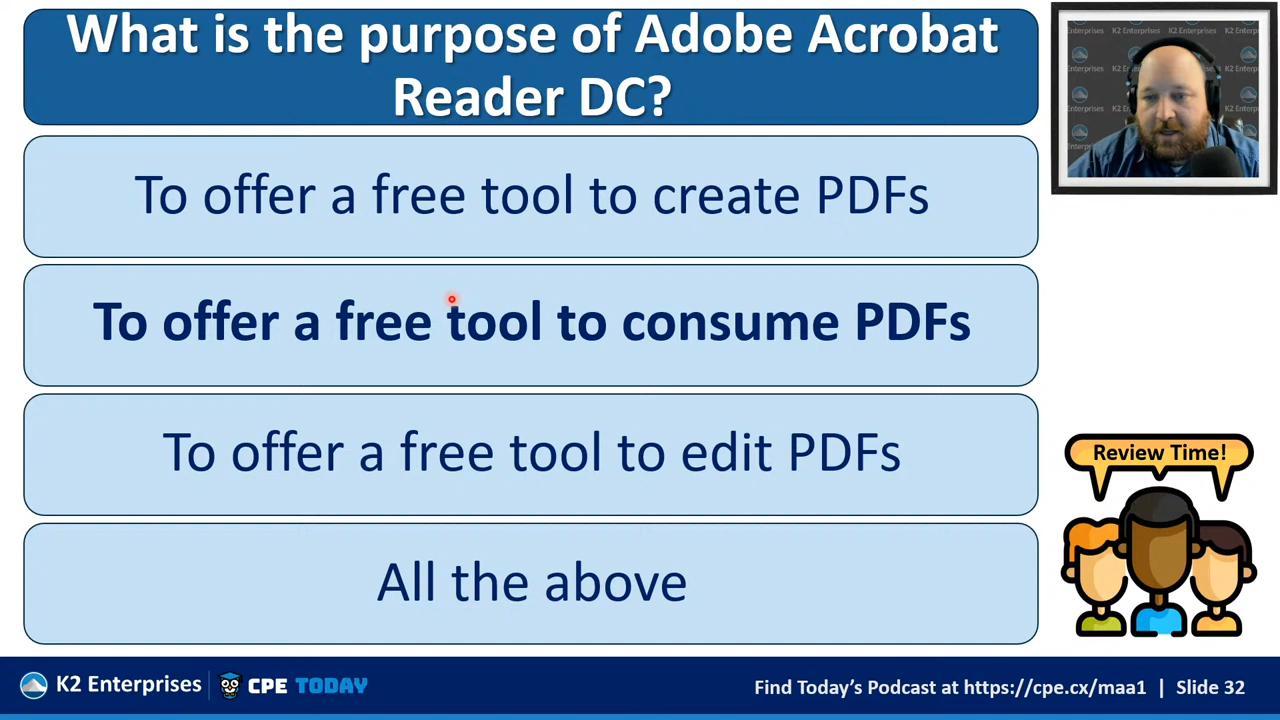 What is the purpose of Adobe Acrobat
Reader DC?
To offer a free tool to create PDFs
To offer a free tool to consume PDFs
To offer a free tool to edit PDFs
All the above
Review Time!
K2 Enterprises
CPE TODAY
Find Today’s Podcast at https://cpe.cx/maa1 | Slide 32